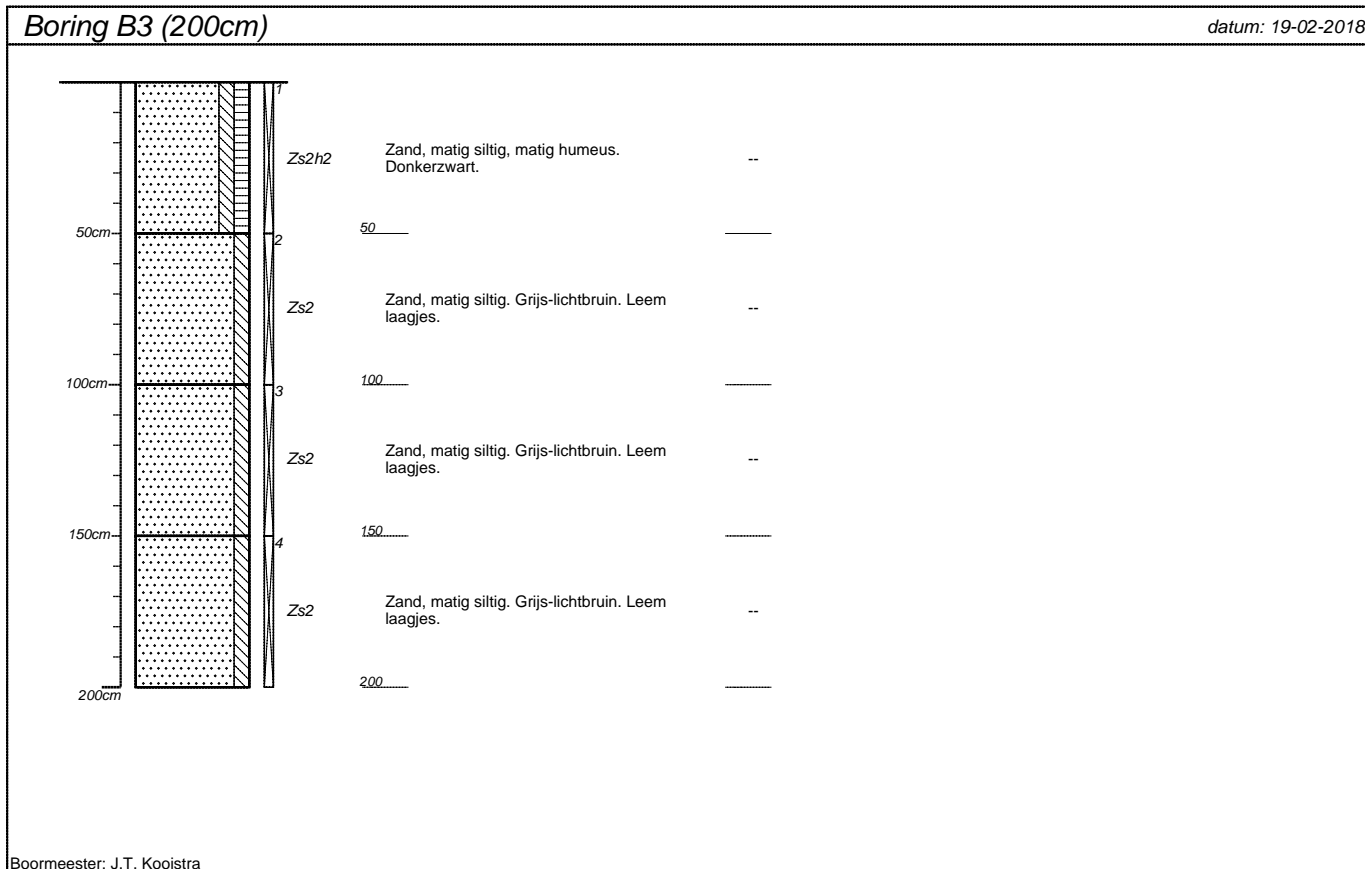 Boring B3 (200cm)
datum: 19-02-2018
1
Zs2h2
Zand, matig siltig, matig humeus.
Donkerzwart.
--
50cm
2
50
Zs2
Zand, matig siltig. Grijs-lichtbruin. Leem
laagjes.
--
100cm
3
100
Zs2
Zand, matig siltig. Grijs-lichtbruin. Leem
laagjes.
--
150cm
4
150
Zs2
Zand, matig siltig. Grijs-lichtbruin. Leem
laagjes.
--
200cm
200
Boormeester: J.T. Kooistra